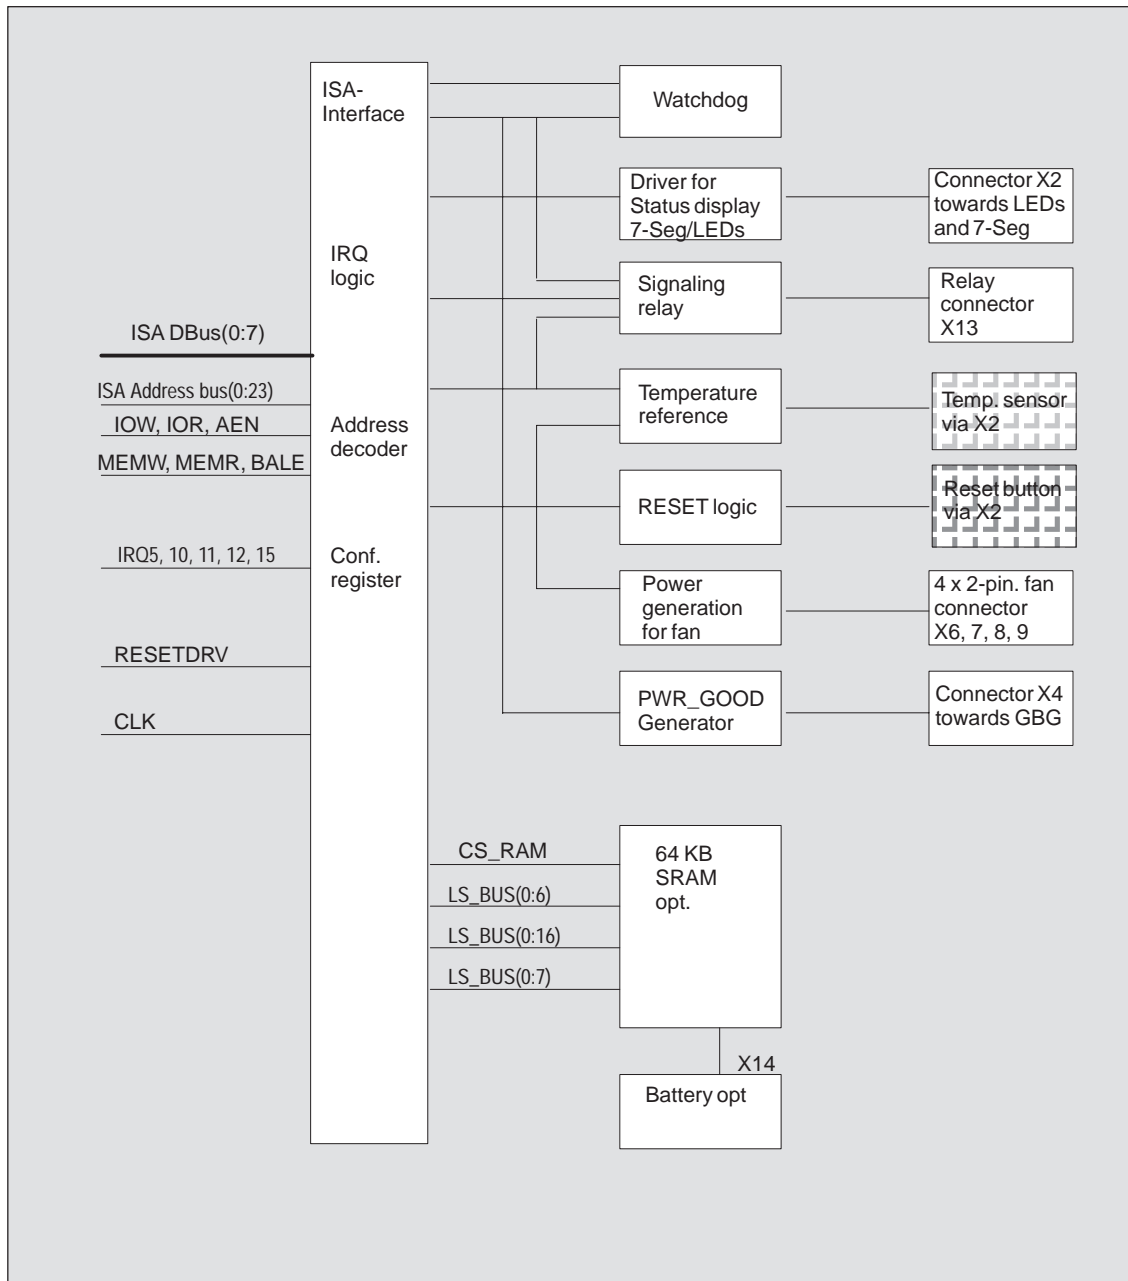 ISA-
Interface
IRQ
logic
Address
decoder
Conf.
register
ISA DBus(0:7)
ISA Address bus(0:23)
IOW, IOR, AEN
MEMW, MEMR, BALE
IRQ5, 10, 11, 12, 15
RESETDRV
CLK
Watchdog
Driver for
Status display
7-Seg/LEDs
Connector X2
towards LEDs
and 7-Seg
Signaling
relay
Relay
connector
X13
Temperature
reference
Temp. sensor
via X2
RESET logic
Reset button
via X2
Power
generation
for fan
4 x 2-pin. fan
connector
X6, 7, 8, 9
PWR_GOOD
Generator
Connector X4
towards GBG
CS_RAM
LS_BUS(0:6)
LS_BUS(0:16)
LS_BUS(0:7)
64 KB
SRAM
opt.
X14
Battery opt